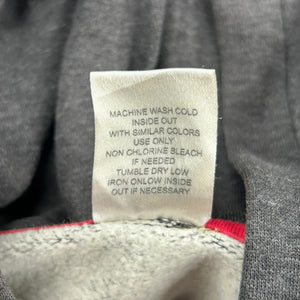 MACHINE WASH COLD
INSIDE OUT
WITH SIMILAR COLORS
USE ONLY
NON CHLORINE BLEACH
IF NEEDED
TUMBLE DRY LOW
IRON ONLOW INSIDE
OUT IF NECESSARY